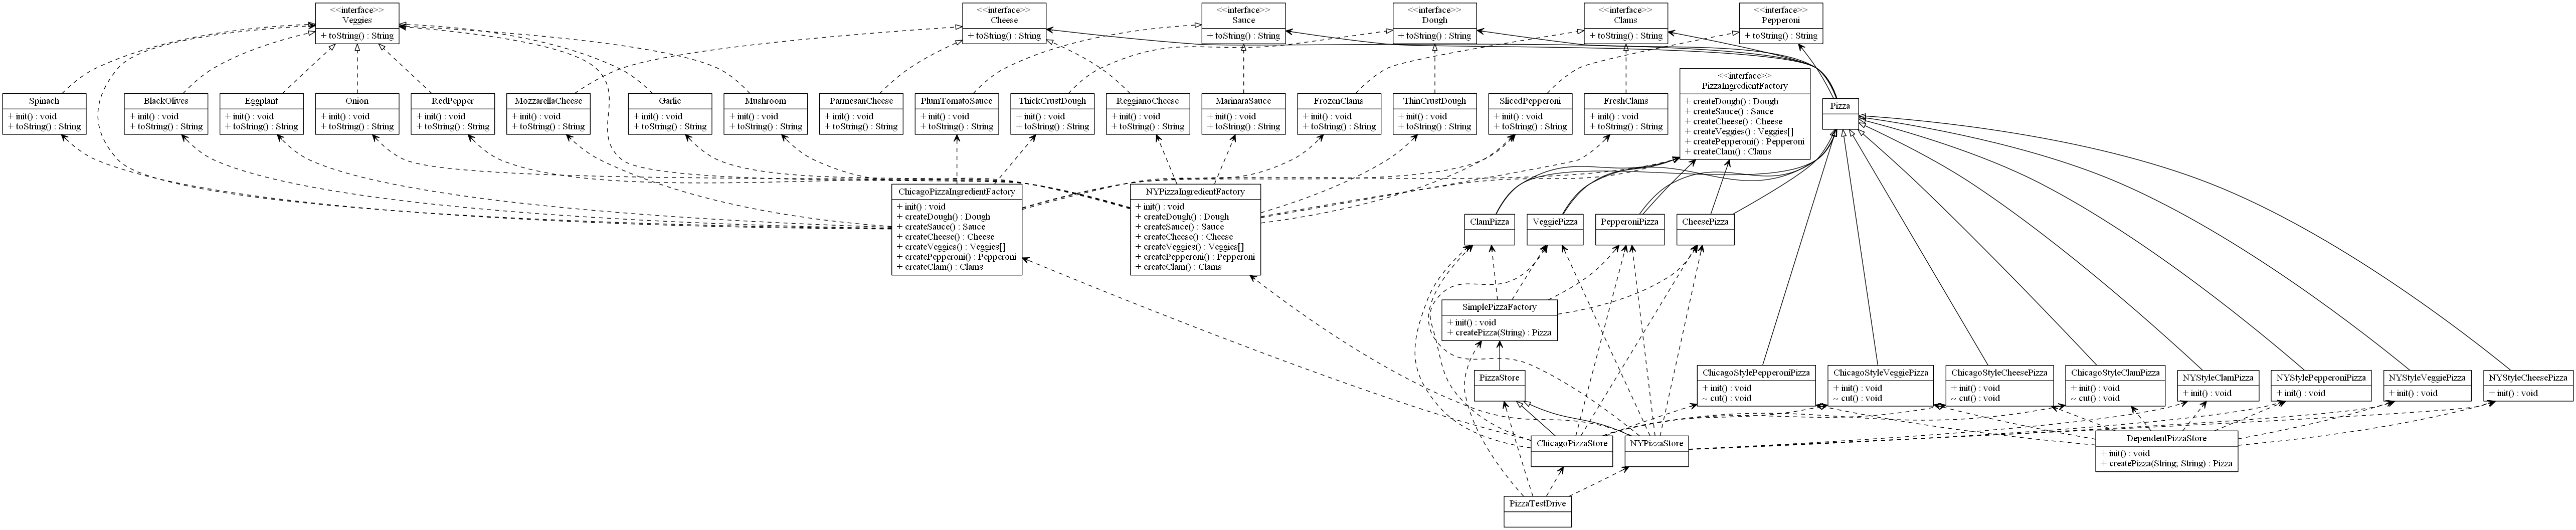 <<interface>>
Veggies
+ toString() : String
<<interface>>
Cheese
+ toString() : String
<<interface>>
Sauce
+ toString() : String
<<interface>>
Dough
+ toString() : String
<<interface>>
Clams
+ toString() : String
<<interface>>
Pepperoni
+ toString() : String
Spinach
+ init() : void
+ toString() : String
BlackOlives
+ init() : void
+ toString() : String
Eggplant
+ init() : void
+ toString() : String
Onion
+ init() : void
+ toString() : String
RedPepper
+ init() : void
+ toString() : String
MozzarellaCheese
+ init() : void
+ toString() : String
Garlic
+ init() : void
+ toString() : String
Mushroom
+ init() : void
+ toString() : String
ParmesanCheese
+ init() : void
+ toString() : String
PlumTomatoSauce
+ init() : void
+ toString() : String
ThickCrustDough
+ init() : void
+ toString() : String
ReggianoCheese
+ init() : void
+ toString() : String
MarinaraSauce
+ init() : void
+ toString() : String
FrozenClams
+ init() : void
+ toString() : String
ThinCrustDough
+ init() : void
+ toString() : String
SlicedPepperoni
+ init() : void
+ toString() : String
FreshClams
+ init() : void
+ toString() : String
<<interface>>
PizzaIngredientFactory
+ createDough() : Dough
+ createSauce() : Sauce
+ createCheese() : Cheese
+ createVeggies() : Veggies[]
+ createPepperoni() : Pepperoni
+ createClam() : Clams
Pizza
ChicagoPizzaIngredientFactory
+ init() : void
+ createDough() : Dough
+ createSauce() : Sauce
+ createCheese() : Cheese
+ createVeggies() : Veggies[]
+ createPepperoni() : Pepperoni
+ createClam() : Clams
NYPizzaIngredientFactory
+ init() : void
+ createDough() : Dough
+ createSauce() : Sauce
+ createCheese() : Cheese
+ createVeggies() : Veggies[]
+ createPepperoni() : Pepperoni
+ createClam() : Clams
ClamPizza
VeggiePizza
PepperoniPizza
CheesePizza
SimplePizzaFactory
+ init() : void
+ createPizza(String) : Pizza
PizzaStore
ChicagoStylePepperoniPizza
+ init() : void
~ cut() : void
ChicagoStyleVeggiePizza
+ init() : void
~ cut() : void
ChicagoStyleCheesePizza
+ init() : void
~ cut() : void
ChicagoStyleClamPizza
+ init() : void
~ cut() : void
NYStyleClamPizza
+ init() : void
NYStylePepperoniPizza
+ init() : void
NYStyleVeggiePizza
+ init() : void
NYStyleCheesePizza
+ init() : void
ChicagoPizzaStore
NYPizzaStore
DependentPizzaStore
+ init() : void
+ createPizza(String; String) : Pizza
PizzaTestDrive